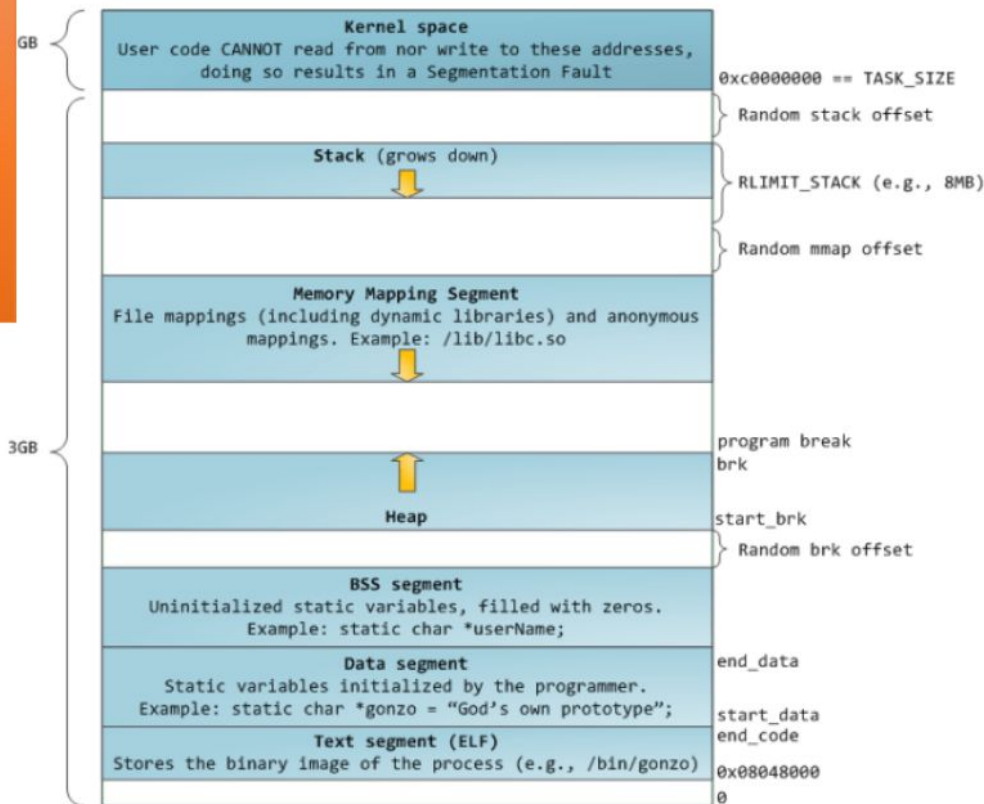 Kernel space
User code CANNOT read from nor write to these addresses,
doing so results in a Segmentation Fault
GB
0xc0000000 == TASK_SIZE
Random stack offset
Stack (grows down)
RLIMIT_STACK (e.g., 8MB)
Random mmap offset
Memory Mapping Segment
File mappings (including dynamic libraries) and anonymous
mappings. Example: /lib/libc.so
3GB
program break
brk
Heap
start_brk
Random brk offset
BSS segment
Uninitialized static variables, filled with zeros.
Example: static char *userName;
Data segment
Static variables initialized by the programmer.
Example: static char *gonzo = “God's own prototype”;
end_data
start_data
Text segment (ELF)
Stores the binary image of the process (e.g., /bin/gonzo)
end_code
0x08048000
0